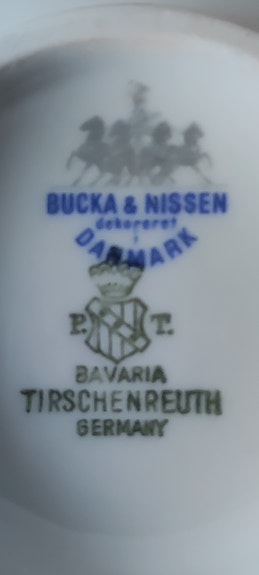 BUCKA & NISSEN
dekoreret
i
DANMARK
P. T.
BAVARIA
TIRSCHENREUTH
GERMANY